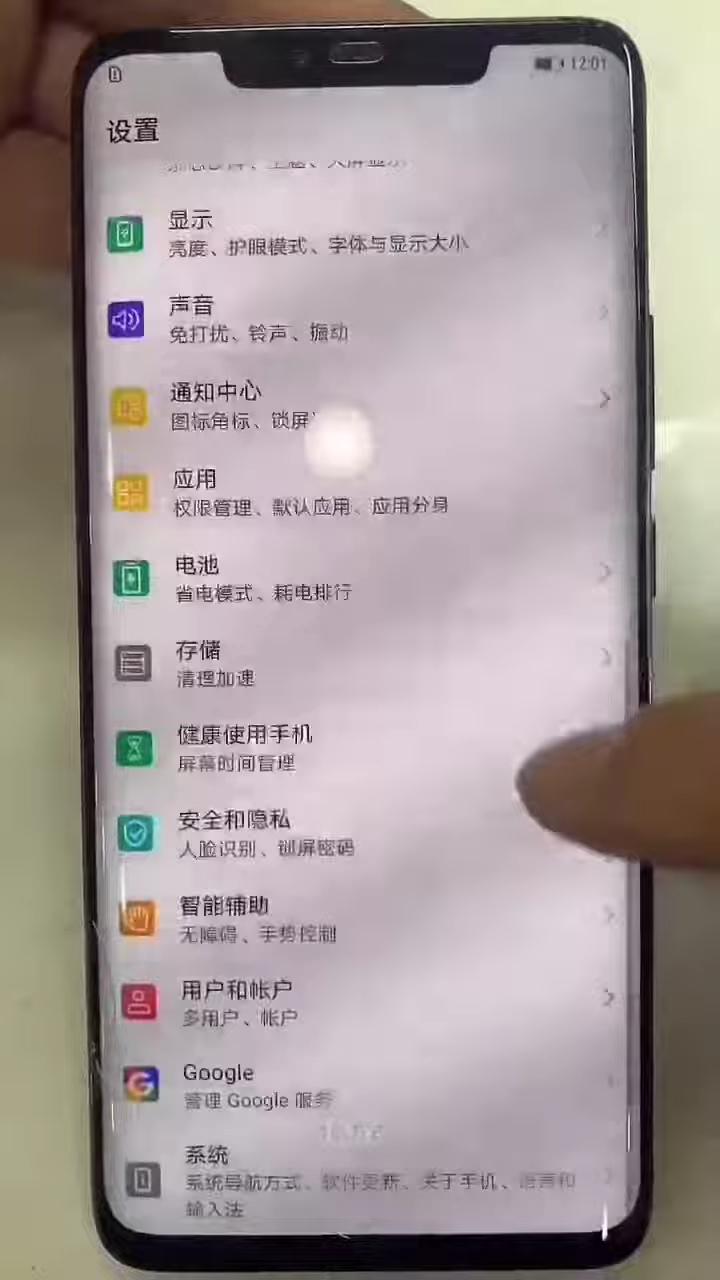 12:01
设置
显示
亮度、护眼模式、字体与显示大小
声音
免打扰、铃声、振动
通知中心
图标角标、锁屏
应用
权限管理、默认应用、应用分身
电池
省电模式、耗电排行
存储
清理加速
健康使用手机
屏幕时间管理
安全和隐私
人脸识别、锁屏密码
智能辅助
无障碍、手势控制
用户和帐户
多用户、帐户
Google
管理 Google 服务
系统
系统导航方式、软件更新、关于手机、语言和
输入法